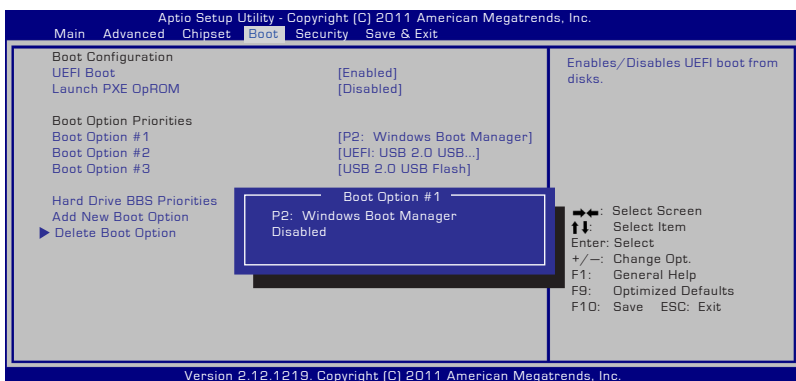 Aptio Setup Utility - Copyright (C) 2011 American Megatrends, Inc.
Main Advanced Chipset Boot Security Save & Exit
Boot Configuration
UEFI Boot [Enabled]
Launch PXE OpROM [Disabled]
Boot Option Priorities
Boot Option #1 [P2: Windows Boot Manager]
Boot Option #2 [UEFI: USB 2.0 USB...]
Boot Option #3 [USB 2.0 USB Flash]
Hard Drive BBS Priorities
Add New Boot Option
Delete Boot Option
Boot Option #1
P2: Windows Boot Manager
Disabled
Enables/Disables UEFI boot from
disks.
→←: Select Screen
↑↓: Select Item
Enter: Select
+/—: Change Opt.
F1: General Help
F9: Optimized Defaults
F10: Save ESC: Exit
Version 2.12.1219. Copyright (C) 2011 American Megatrends, Inc.